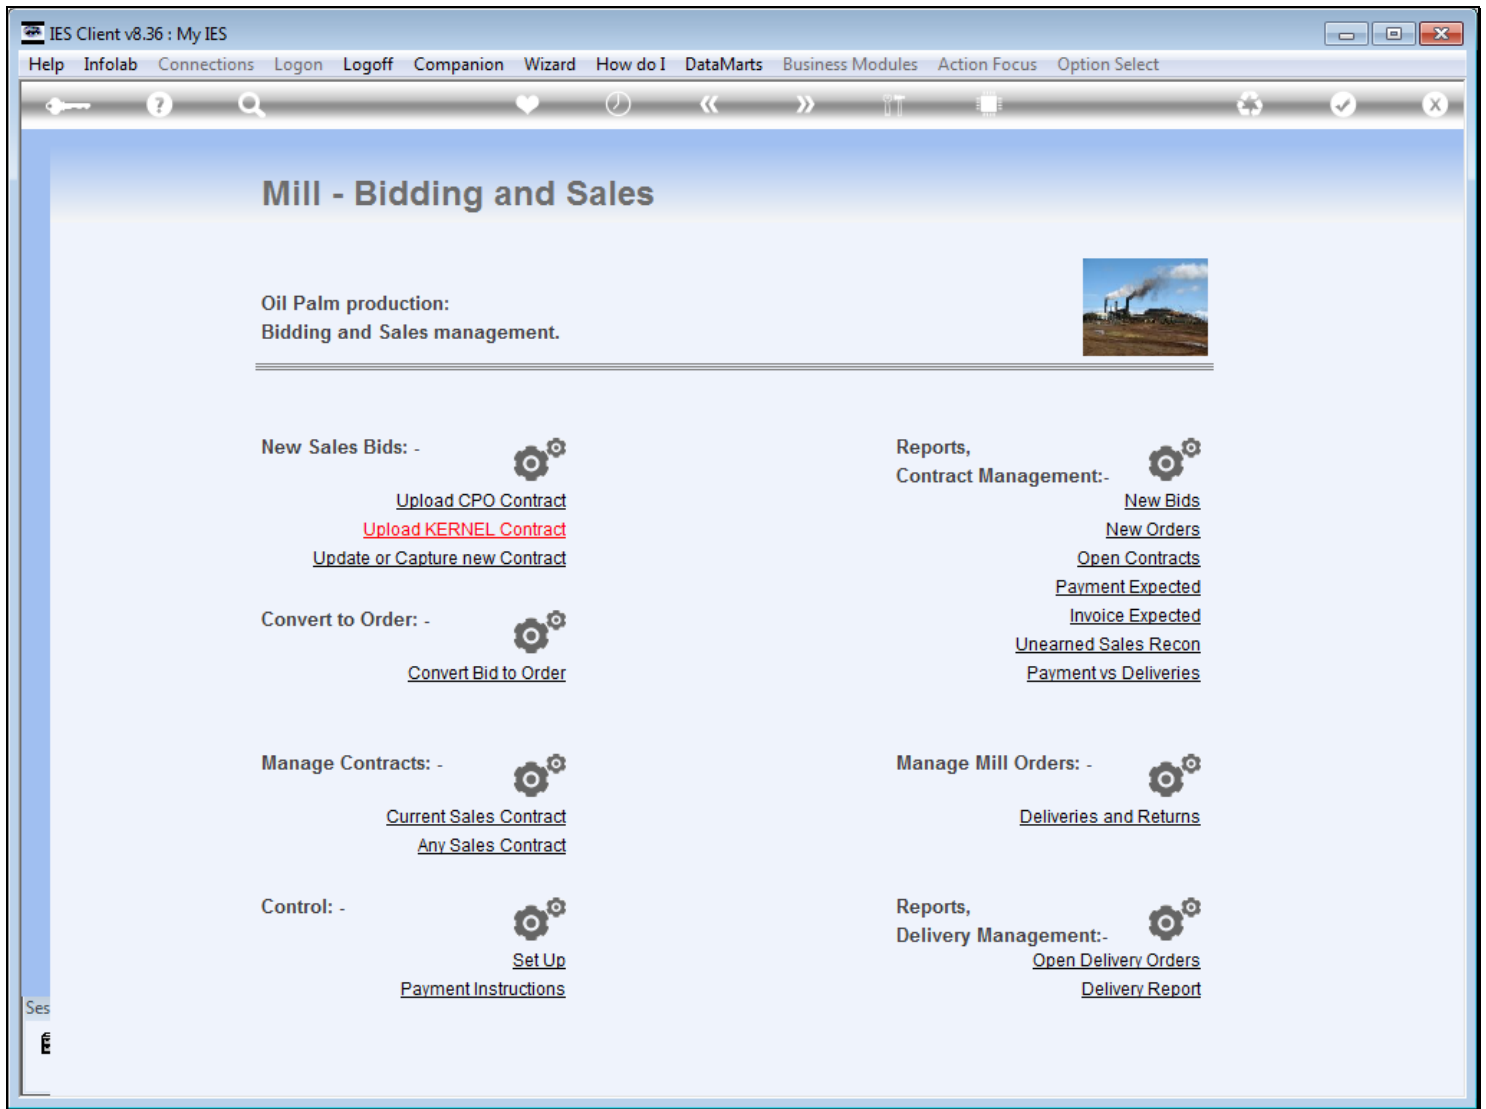 IES Client v8.36 : My IES
Help Infolab Connections Logon Logoff Companion Wizard How do I DataMarts Business Modules Action Focus Option Select
Mill - Bidding and Sales
Oil Palm production:
Bidding and Sales management.
New Sales Bids: -
Upload CPO Contract
Upload KERNEL Contract
Update or Capture new Contract
Convert to Order: -
Convert Bid to Order
Manage Contracts: -
Current Sales Contract
Any Sales Contract
Control: -
Set Up
Payment Instructions
Reports,
Contract Management:-
New Bids
New Orders
Open Contracts
Payment Expected
Invoice Expected
Unearned Sales Recon
Payment vs Deliveries
Manage Mill Orders: -
Deliveries and Returns
Reports,
Delivery Management:-
Open Delivery Orders
Delivery Report
Ses